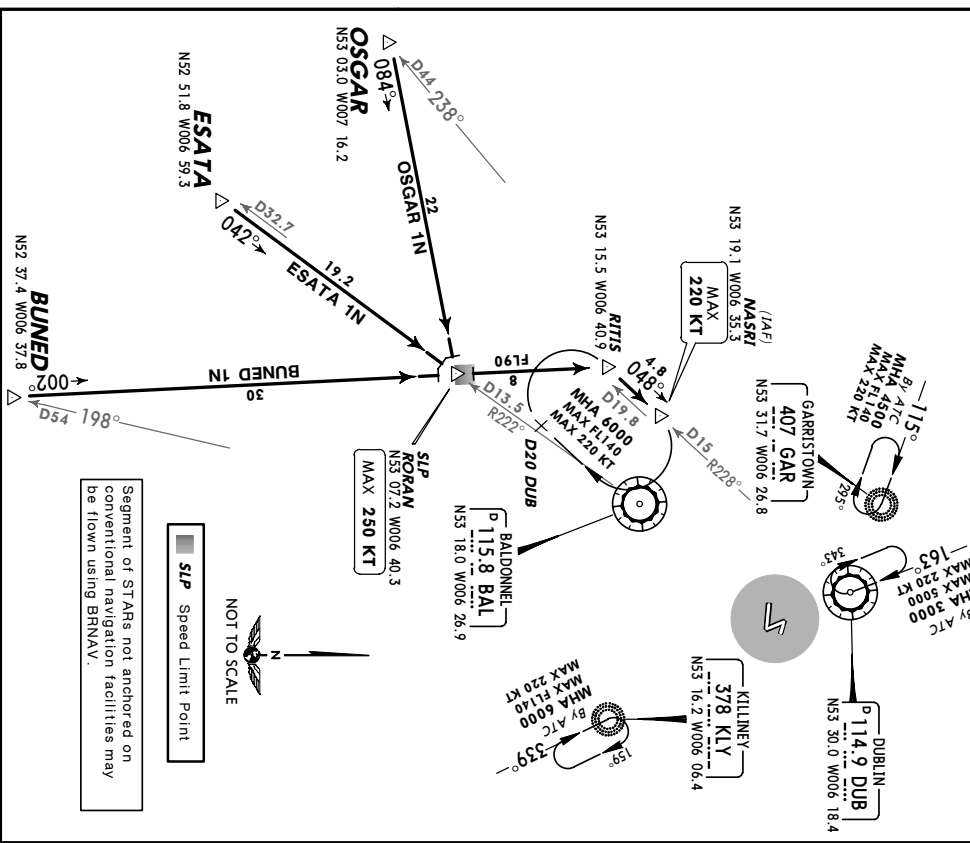 OSGAR
N53 03.0 W007 16.2
084°
D44
238°
22
OSGAR 1N
ESATA
N52 51.8 W006 59.3
D32.7
042°
19.2
ESATA 1N
BUNED
N52 37.4 W006 37.8
002°
D54
198°
30
BUNED 1N
SLP
RORAN
N53 07.2 W006 40.3
MAX 250 KT
FL90
8
D13.5
R222°
RITIS
N53 15.5 W006 40.9
4.8
048°
D19.8
(IAF)
NASRI
N53 19.1 W006 35.3
MAX
220 KT
D15
R228°
MHA 6000
MAX FL140
MAX 220 KT
D20 DUB
BALDONNEL
D 115.8 BAL
N53 18.0 W006 26.9
GARRISTOWN
407 GAR
N53 31.7 W006 26.8
By ATC
MHA 4500
MAX FL 40
MAX 220 KT
115°
295°
By ATC
MHA 3000
MAX 5000
MAX 220 KT
163°
343°
DUBLIN
D 114.9 DUB
N53 30.0 W006 18.4
KILLINEY
378 KLY
N53 16.2 W006 06.4
By ATC
MHA 6000
MAX FL140
MAX 220 KT
339°
159°
N
NOT TO SCALE
SLP Speed Limit Point
Segment of STARs not anchored on
conventional navigation facilities may
be flown using BRNAV.